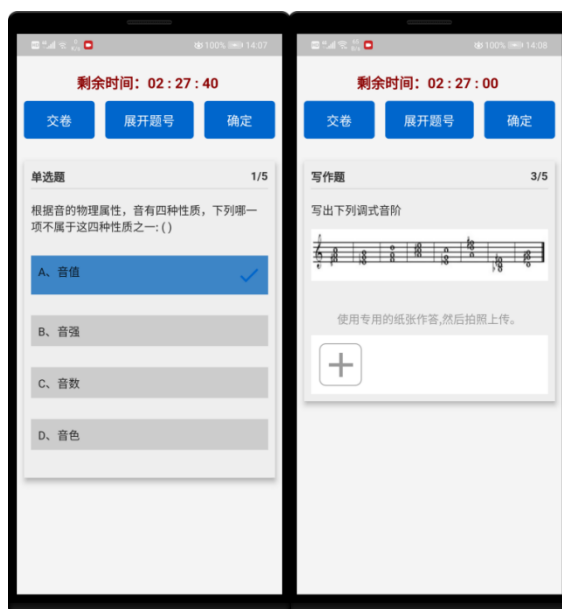 100% 14:07
剩余时间：02 : 27 : 40
交卷 展开题号 确定
单选题 1/5
根据音的物理属性，音有四种性质，下列哪一
项不属于这四种性质之一: ( )
A、音值
B、音强
C、音数
D、音色
100% 14:08
剩余时间：02 : 27 : 00
交卷 展开题号 确定
写作题 3/5
写出下列调式音阶
使用专用的纸张作答,然后拍照上传。